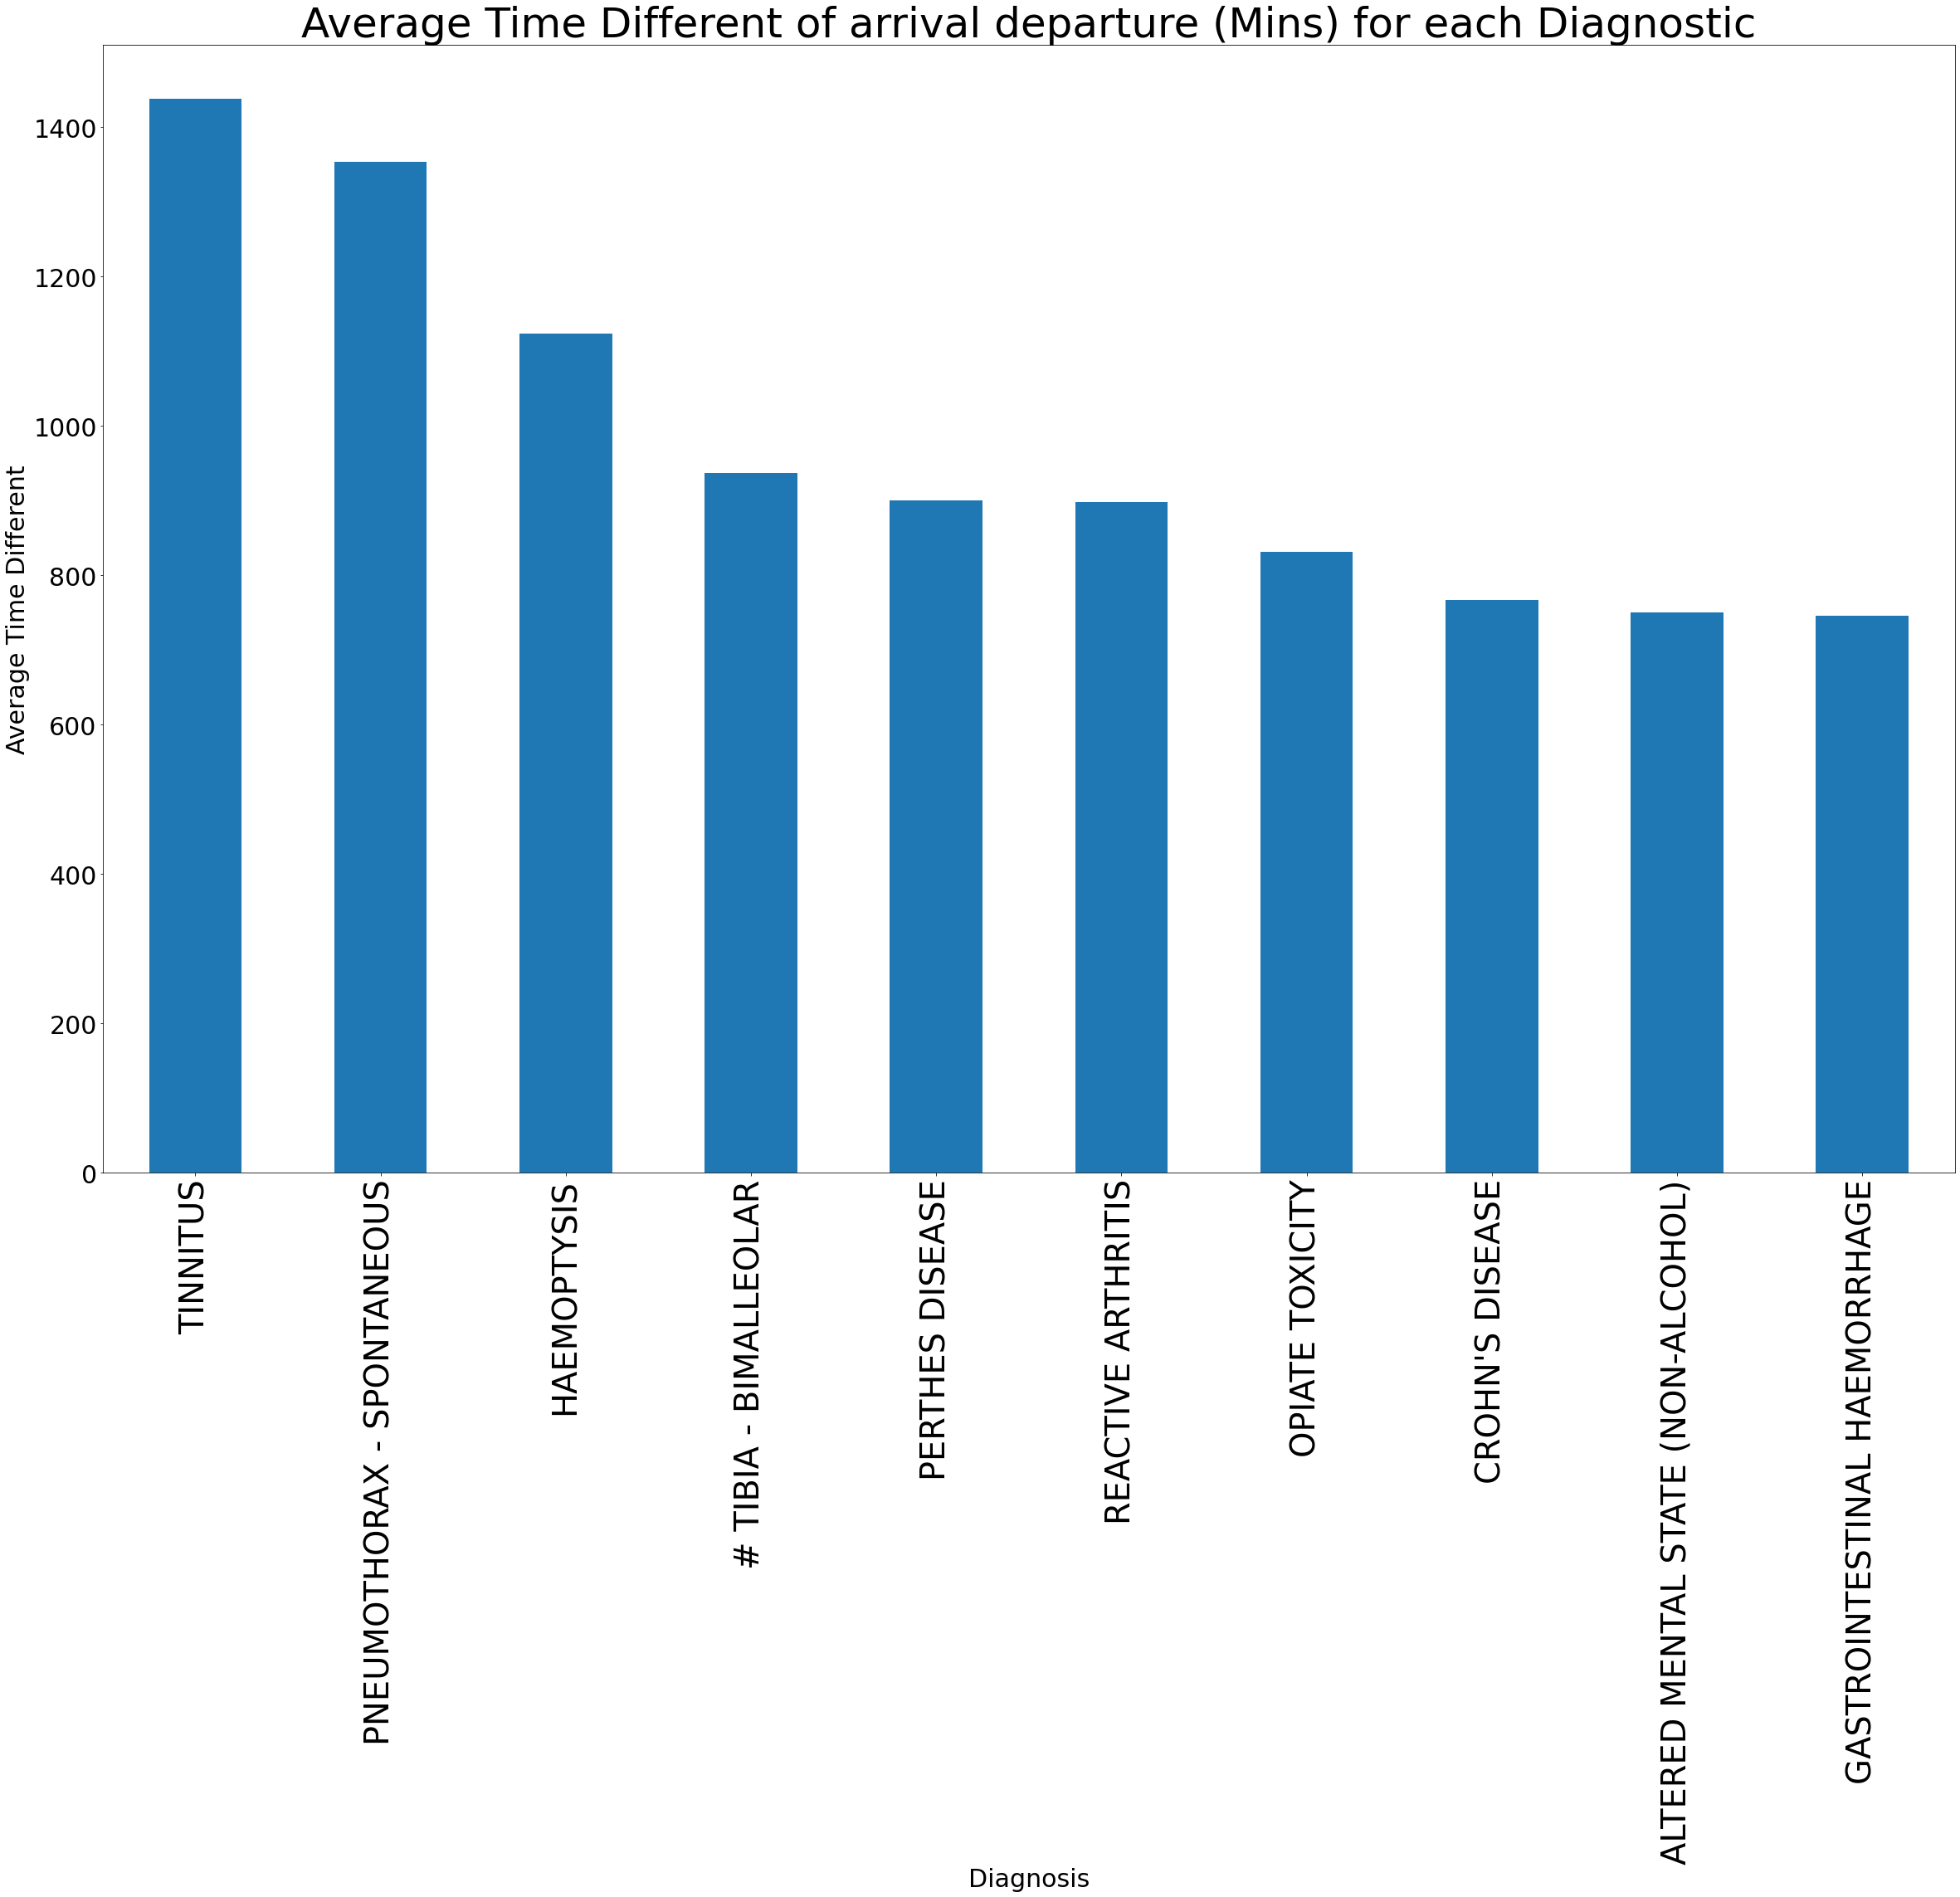 Average Time Different of arrival departure (Mins) for each Diagnostic
Average Time Different
1400
1200
1000
800
600
400
200
0
TINNITUS
PNEUMOTHORAX - SPONTANEOUS
HAEMOPTYSIS
# TIBIA - BIMALLEOLAR
PERTHES DISEASE
REACTIVE ARTHRITIS
OPIATE TOXICITY
CROHN'S DISEASE
ALTERED MENTAL STATE (NON-ALCOHOL)
GASTROINTESTINAL HAEMORRHAGE
Diagnosis